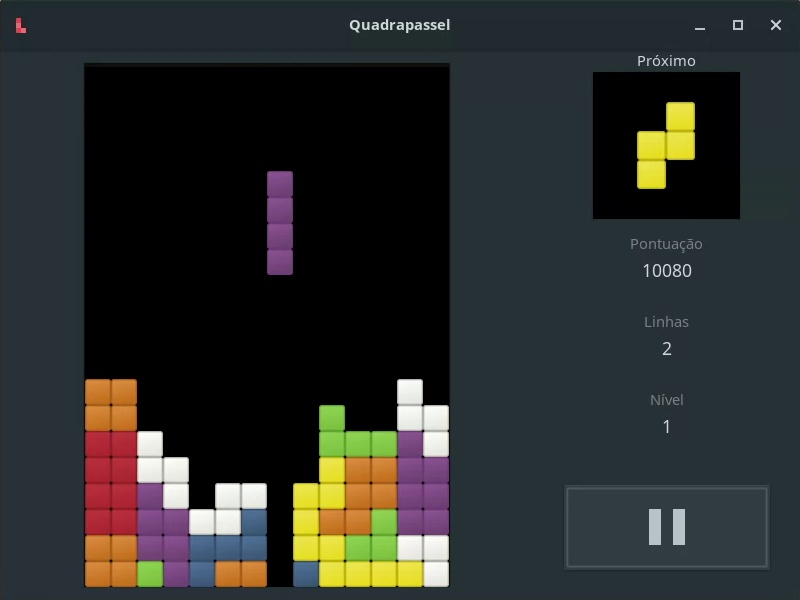 Quadrapassel
Próximo
Pontuação
10080
Linhas
2
Nível
1